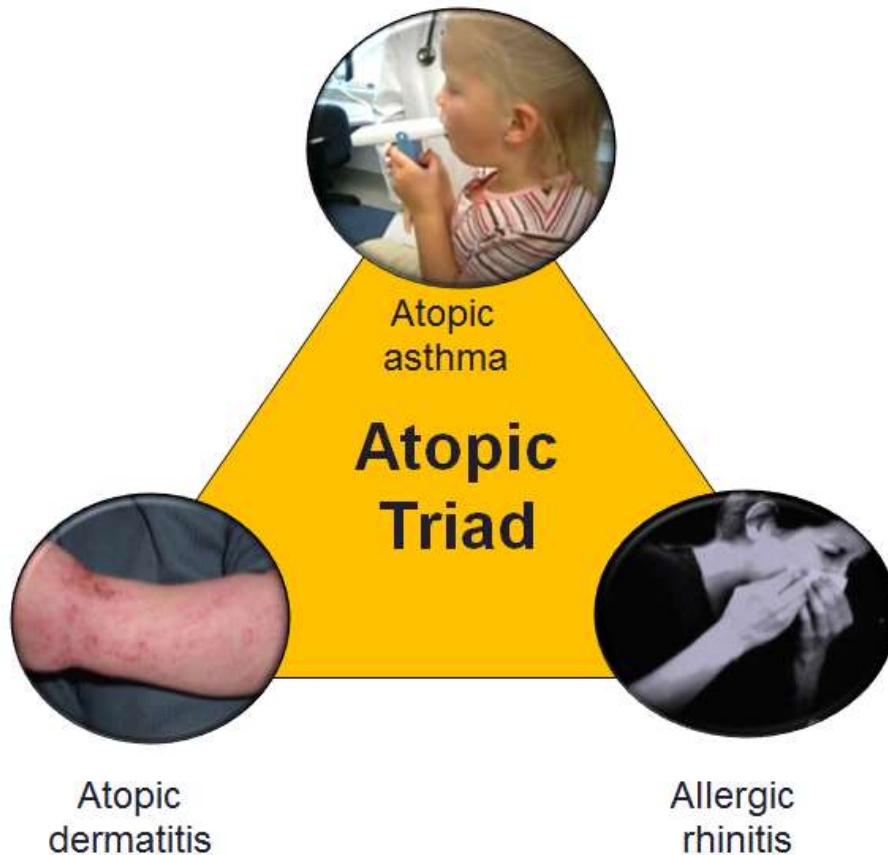 Atopic
asthma
Atopic
Triad
Atopic
dermatitis
Allergic
rhinitis